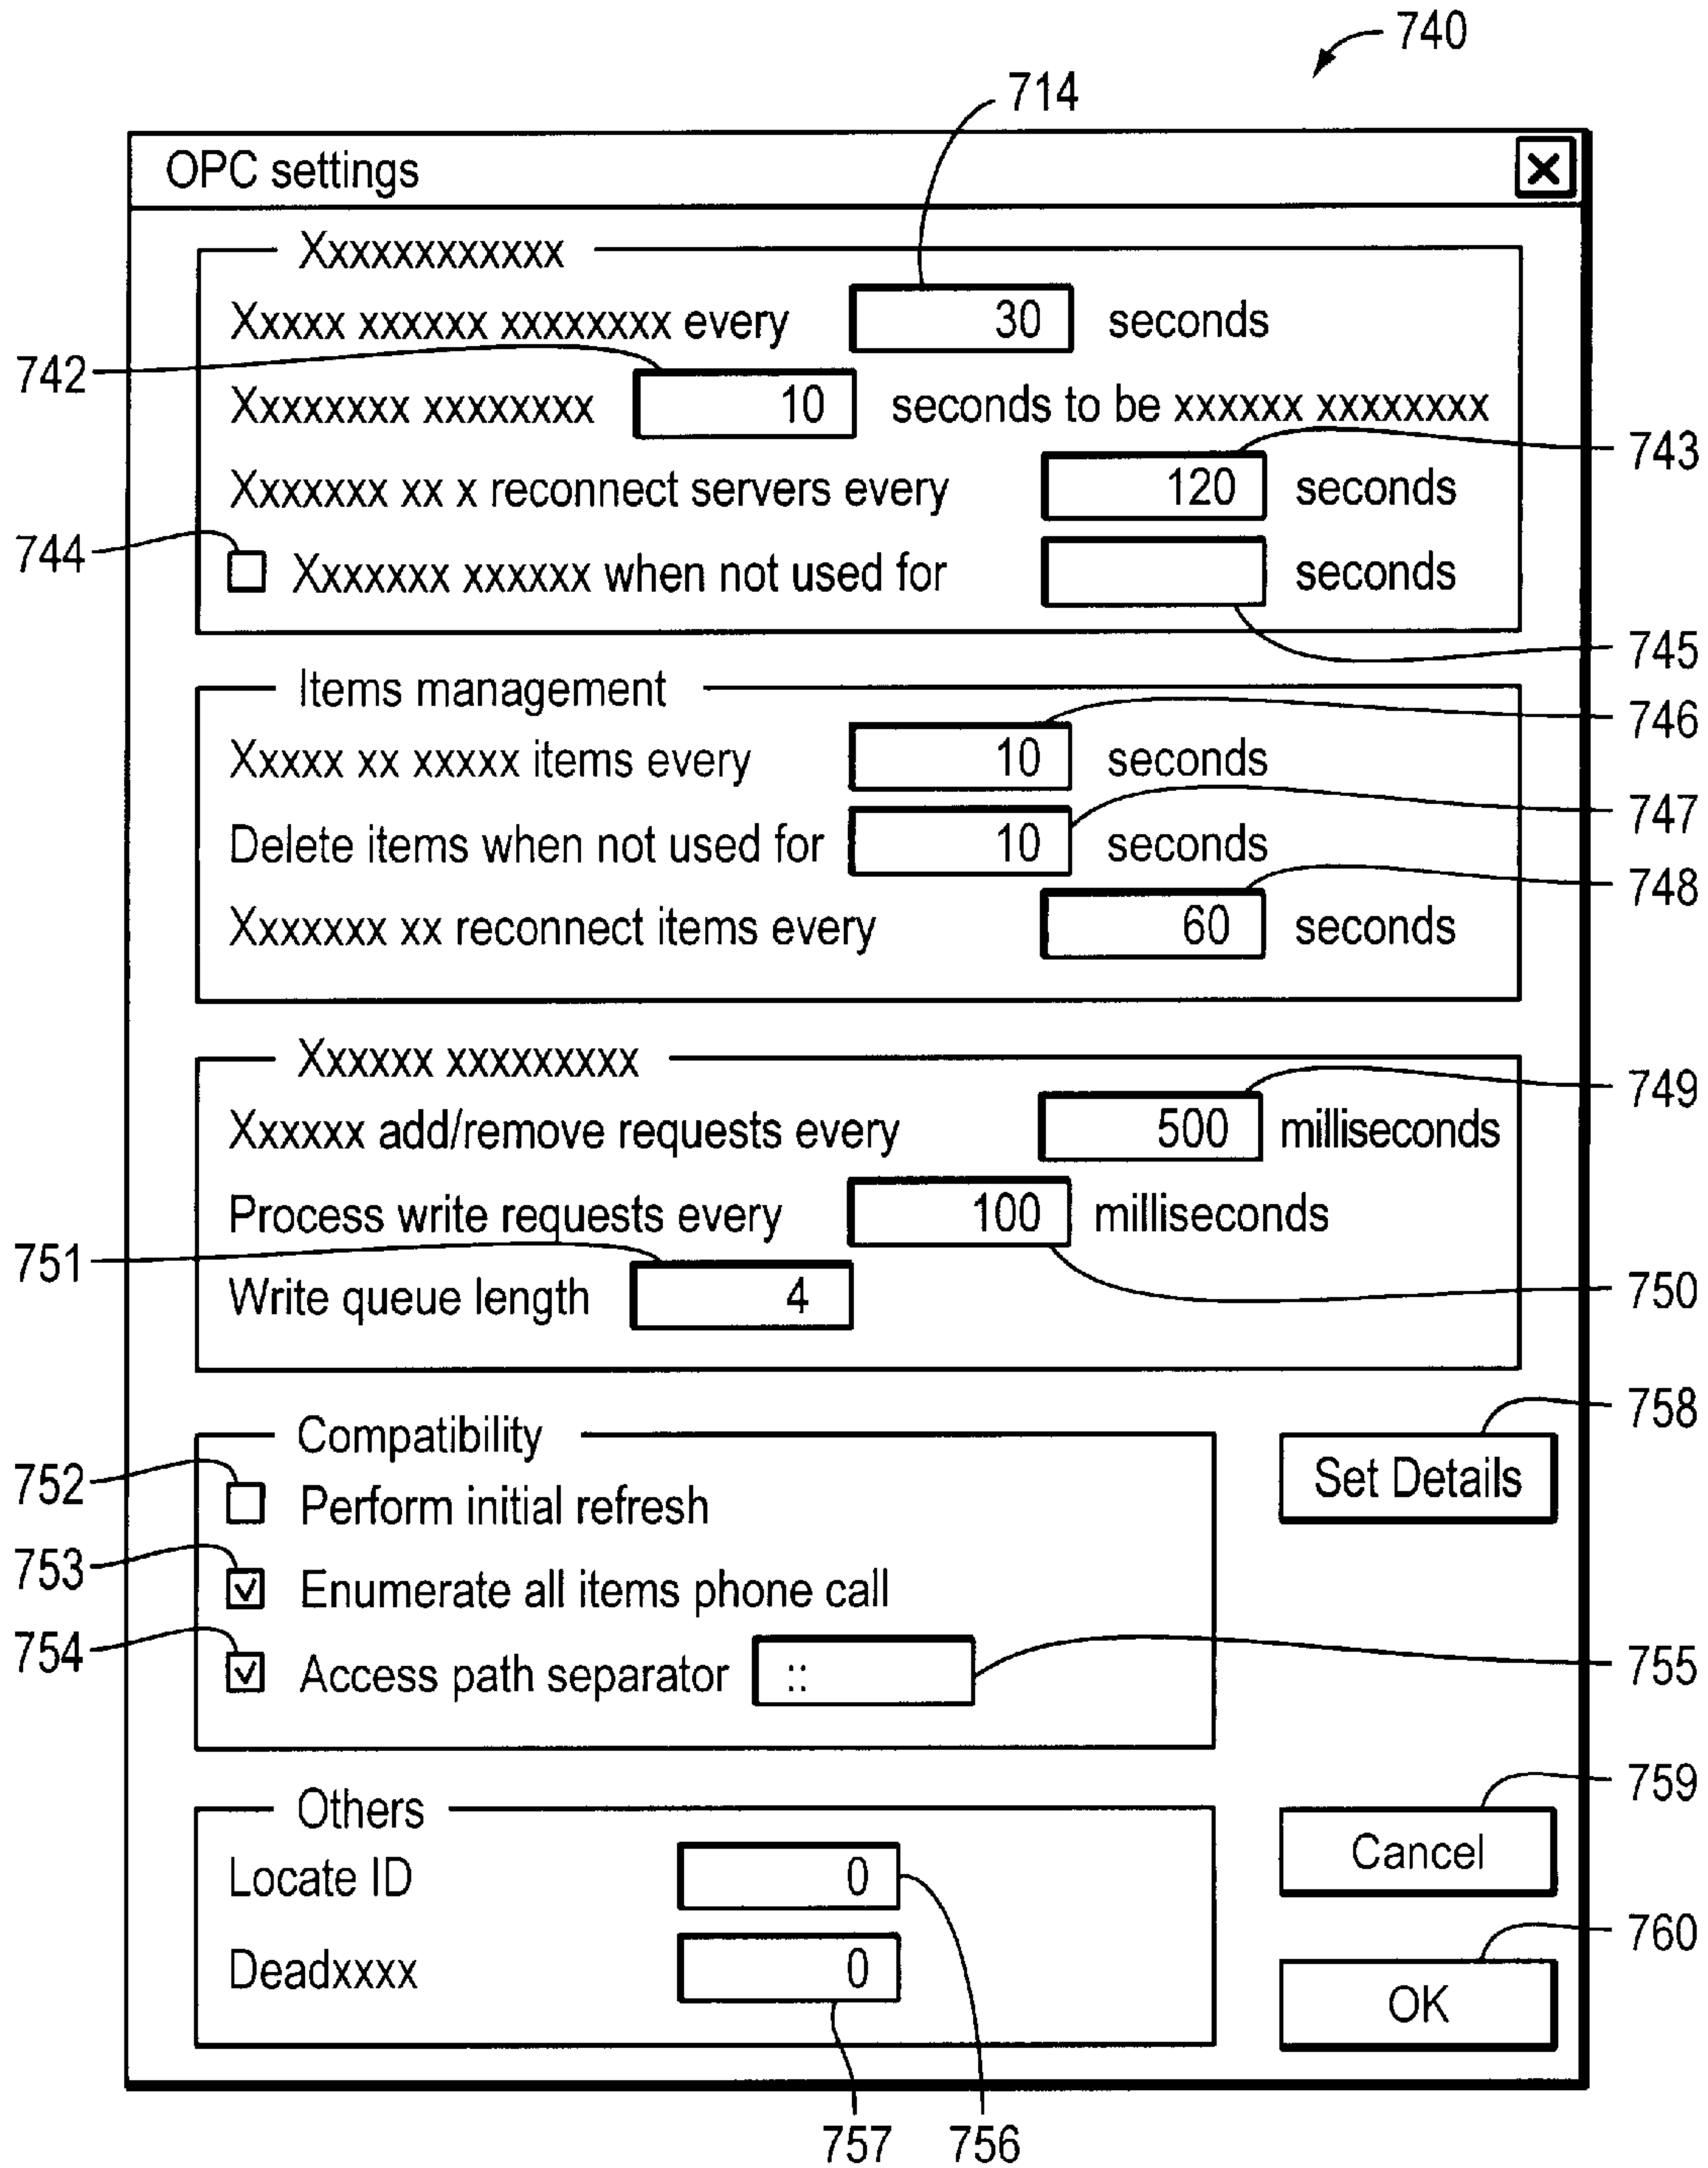 740
714
OPC settings
Xxxxxxxxxxxx
Xxxxx xxxxxx xxxxxxxx every 30 seconds
742
Xxxxxxxx xxxxxxxx 10 seconds to be xxxxxx xxxxxxxx
743
Xxxxxxx xx x reconnect servers every 120 seconds
744
Xxxxxxx xxxxxx when not used for seconds
745
Items management
746
Xxxxx xx xxxxx items every 10 seconds
747
Delete items when not used for 10 seconds
748
Xxxxxxx xx reconnect items every 60 seconds
Xxxxxx xxxxxxxxx
749
Xxxxxx add/remove requests every 500 milliseconds
Process write requests every 100 milliseconds
751
750
Write queue length 4
758
Compatibility
752
Set Details
Perform initial refresh
753
Enumerate all items phone call
754
Access path separator ::
755
759
Others
Cancel
Locate ID 0
760
Deadxxxx 0
OK
757 756